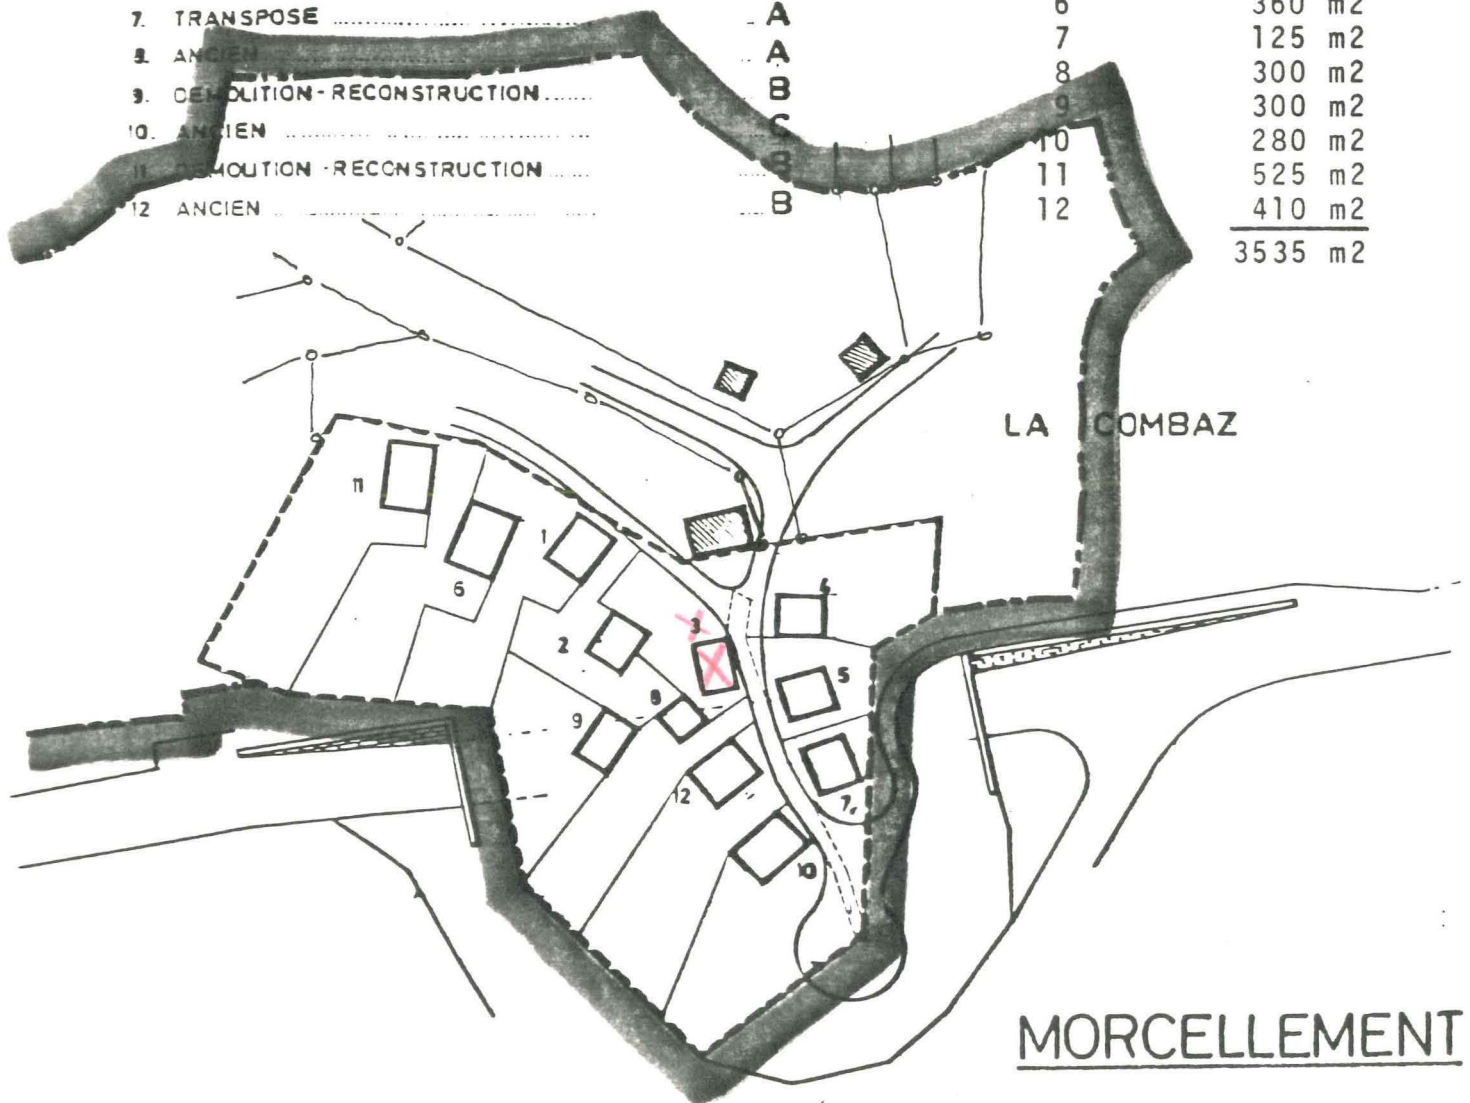 7. TRANSPOSE A 6 360 m2
8. ANCIEN A 7 125 m2
9. DEMOLITION-RECONSTRUCTION B 8 300 m2
9 300 m2
10. ANCIEN C 10 280 m2
11 DEMOLITION-RECONSTRUCTION B 11 525 m2
12 ANCIEN B 12 410 m2
3535 m2
LA COMBAZ
11
1
6
4
3
2
5
8
9
12
7
10
MORCELLEMENT